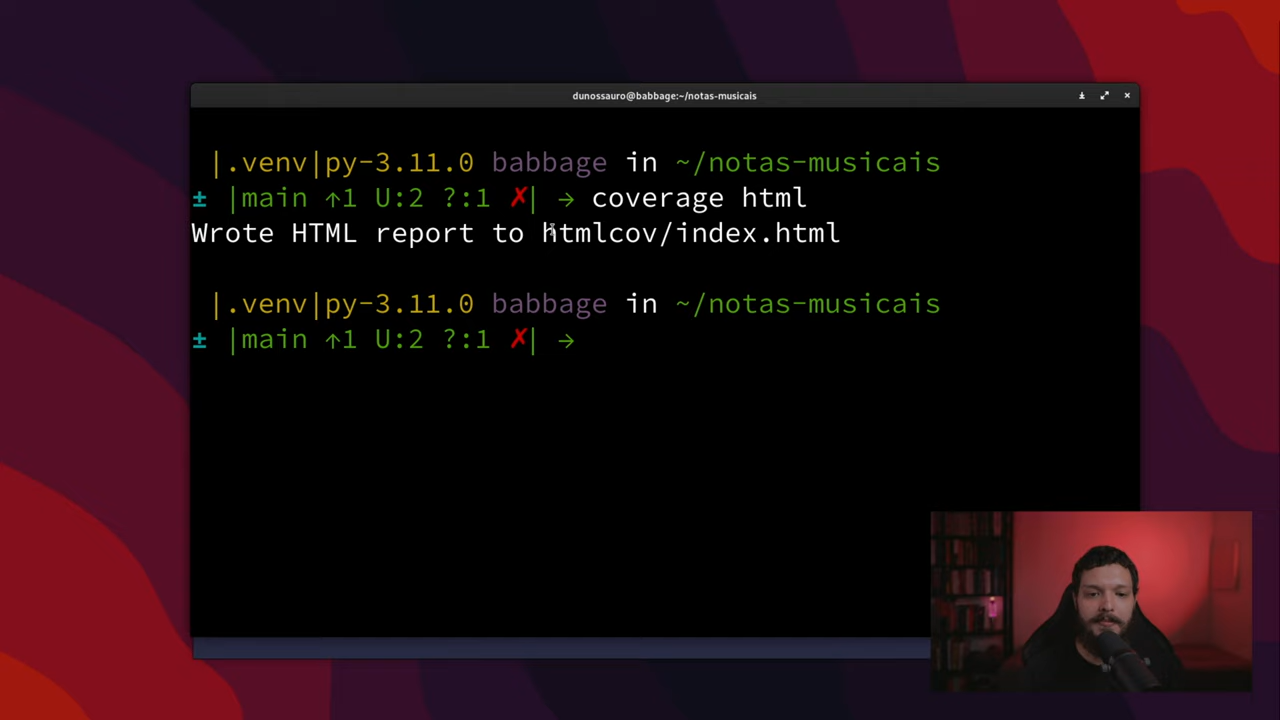 dunossauro@babbage:~/notas-musicais
|.venv|py-3.11.0 babbage in ~/notas-musicais
± |main ↑1 U:2 ?:1 ✗| → coverage html
Wrote HTML report to htmlcov/index.html
|.venv|py-3.11.0 babbage in ~/notas-musicais
± |main ↑1 U:2 ?:1 ✗| →